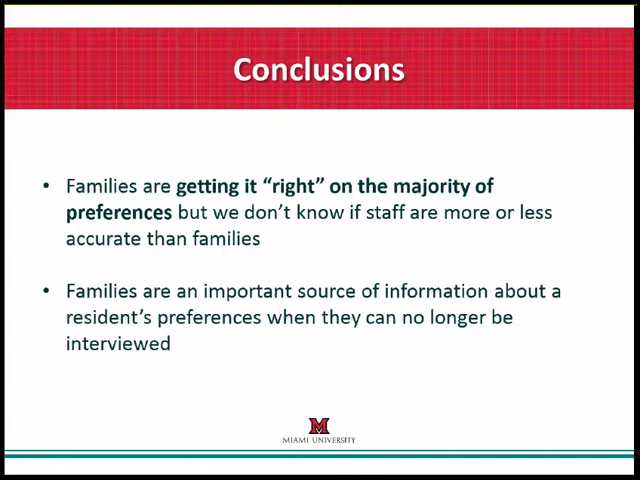 Conclusions
• Families are getting it “right” on the majority of
preferences but we don’t know if staff are more or less
accurate than families
• Families are an important source of information about a
resident’s preferences when they can no longer be
interviewed
M
MIAMI UNIVERSITY